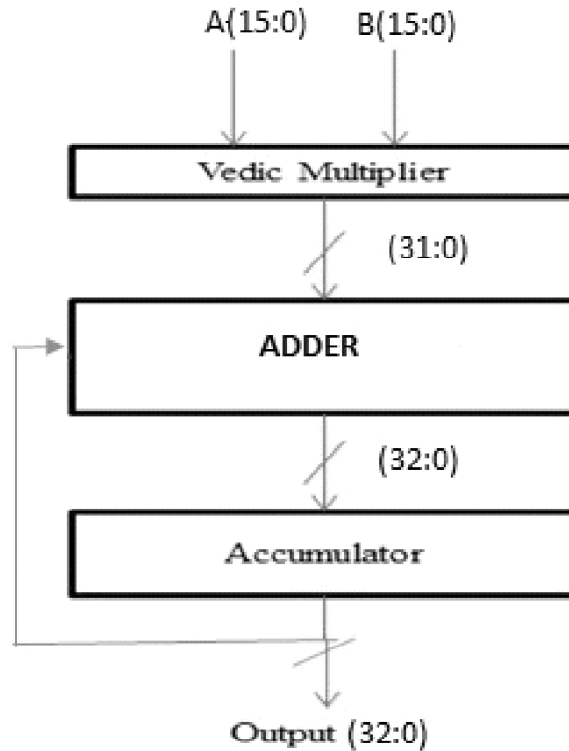 A(15:0) B(15:0)
Vedic Multiplier
(31:0)
ADDER
(32:0)
Accumulator
Output (32:0)